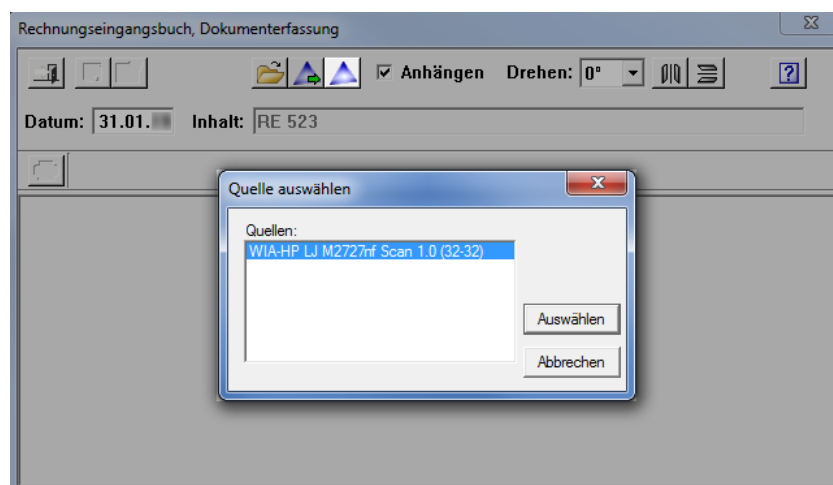 Rechnungseingangsbuch, Dokumenterfassung
Anhängen Drehen: 0°
?
Datum: 31.01. Inhalt: RE 523
Quelle auswählen
Quellen:
WIA-HP LJ M2727nf Scan 1.0 (32-32)
Auswählen
Abbrechen